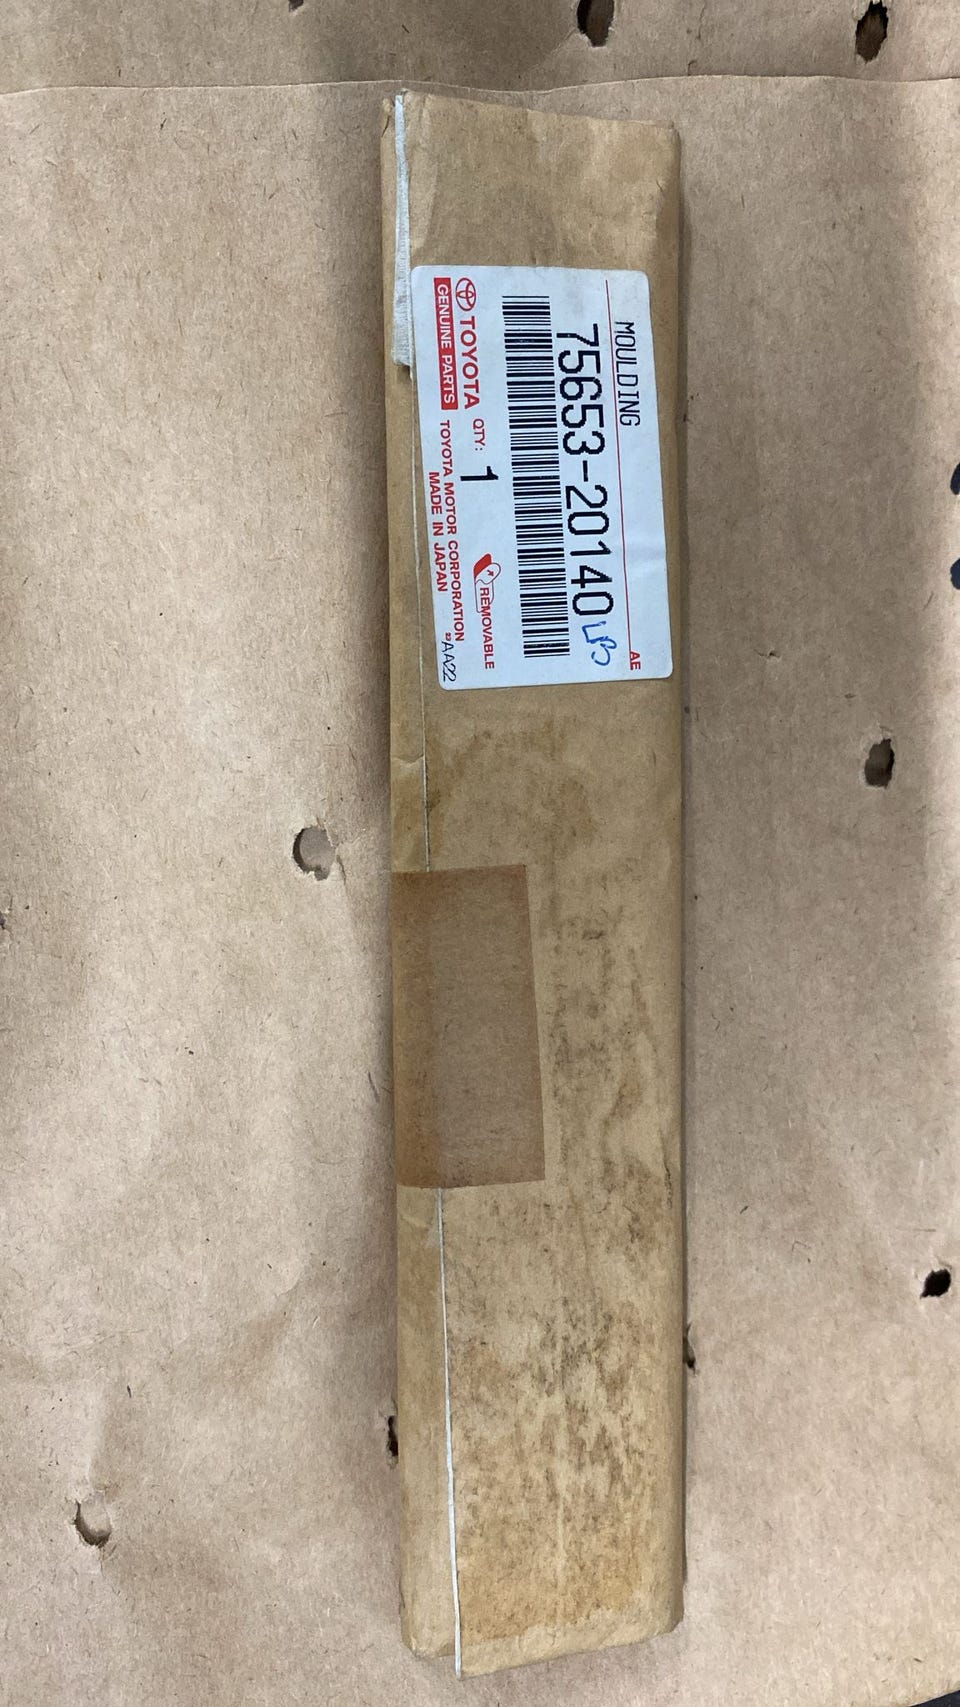 MOULDING
AE
75653-20140
TOYOTA
QTY: 1
REMOVABLE
GENUINE PARTS
TOYOTA MOTOR CORPORATION
MADE IN JAPAN
AA22